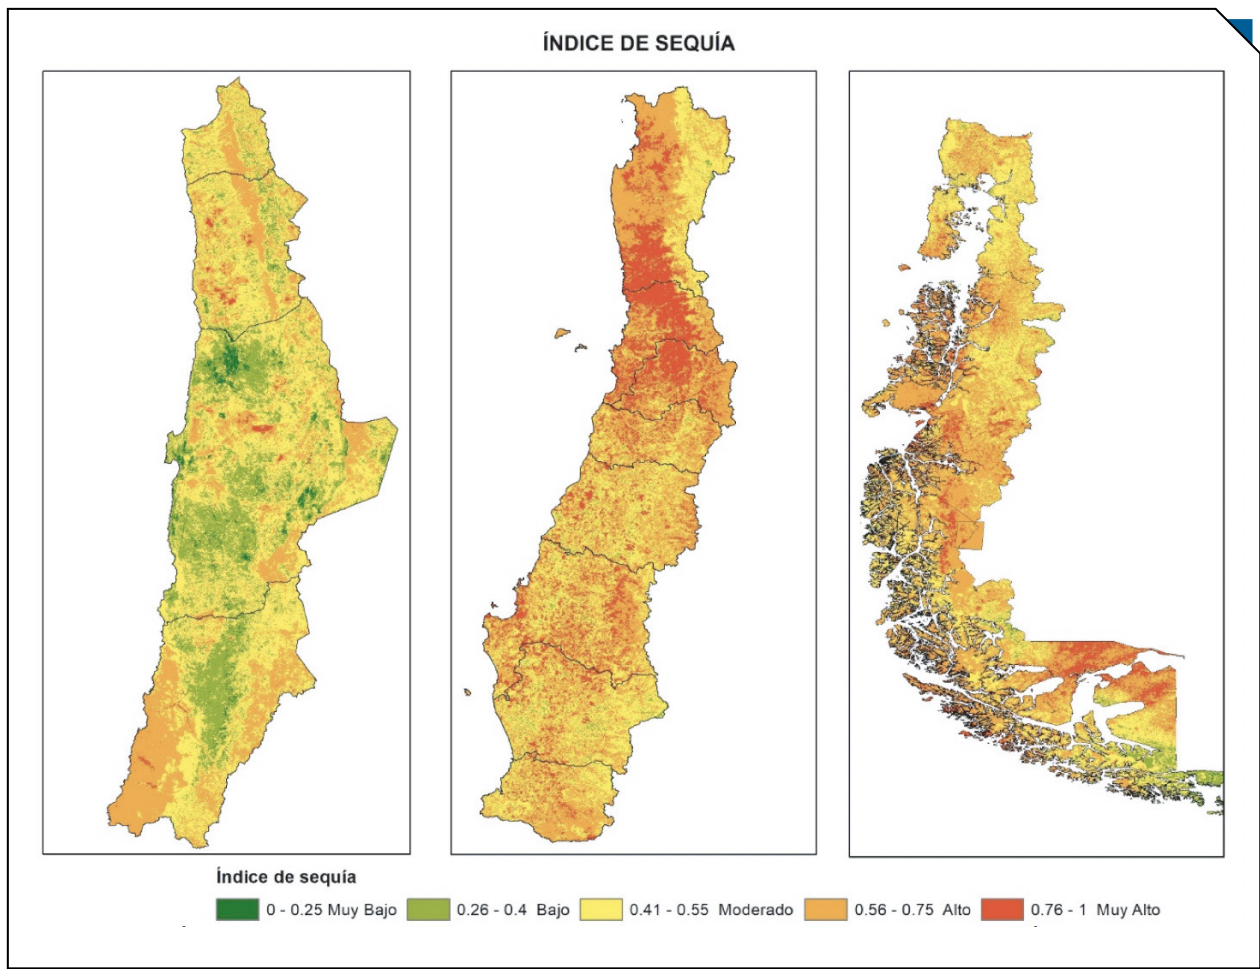 ÍNDICE DE SEQUÍA
Índice de sequía
0 - 0.25 Muy Bajo
0.26 - 0.4 Bajo
0.41 - 0.55 Moderado
0.56 - 0.75 Alto
0.76 - 1 Muy Alto